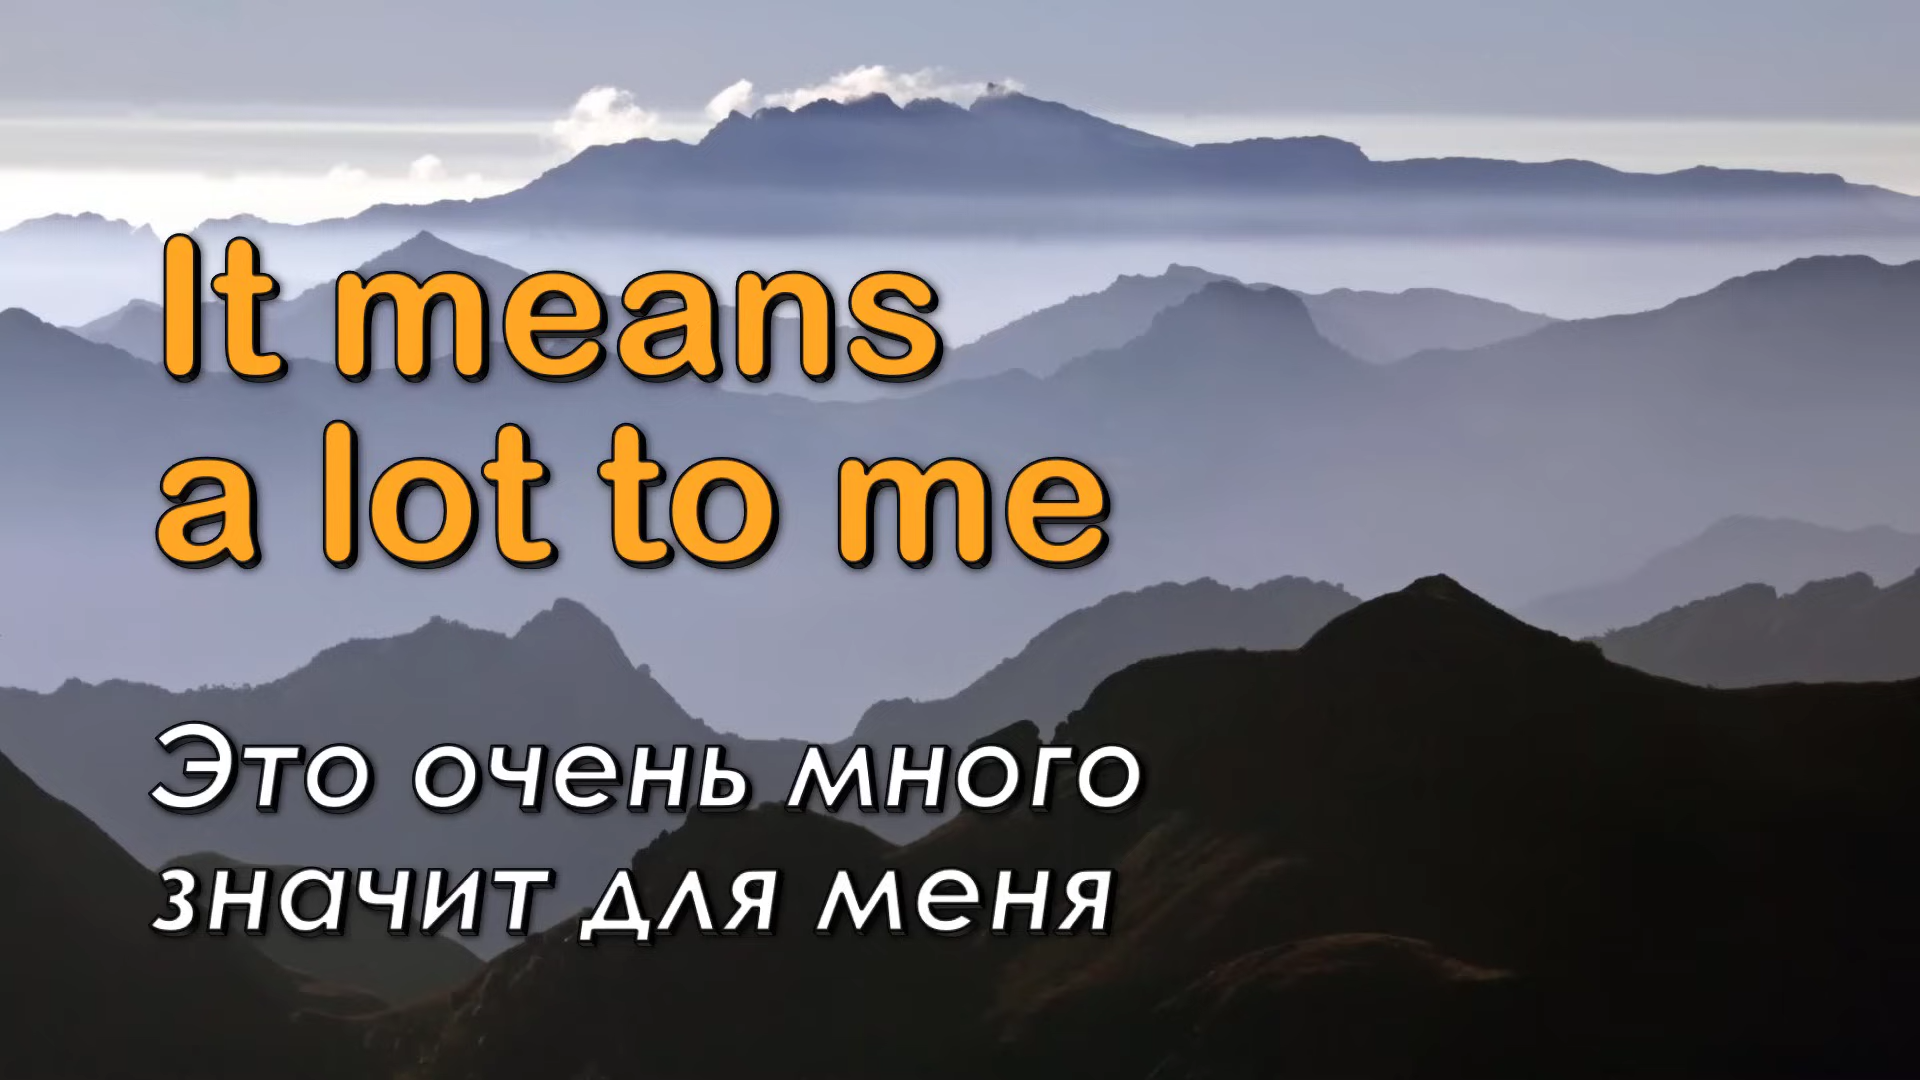 It means
a lot to me
Это очень много
значит для меня